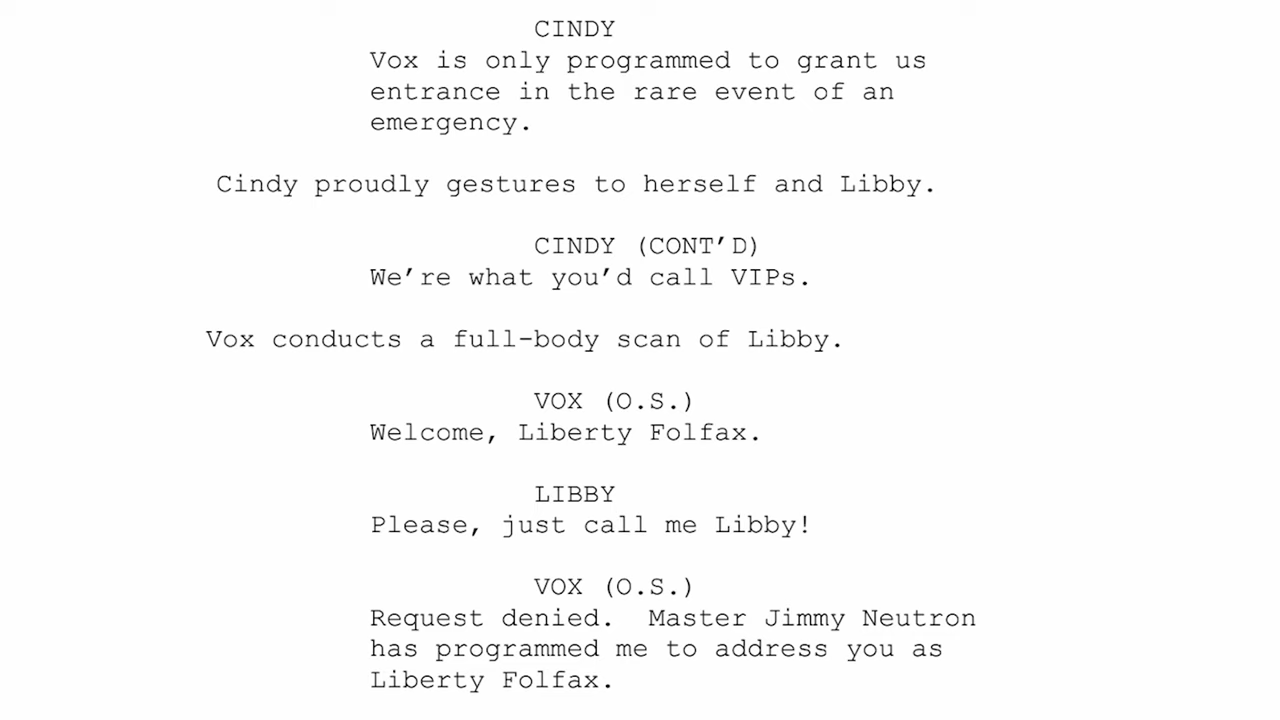 CINDY
Vox is only programmed to grant us
entrance in the rare event of an
emergency.
Cindy proudly gestures to herself and Libby.
CINDY (CONT’D)
We’re what you’d call VIPs.
Vox conducts a full-body scan of Libby.
VOX (O.S.)
Welcome, Liberty Folfax.
LIBBY
Please, just call me Libby!
VOX (O.S.)
Request denied.  Master Jimmy Neutron
has programmed me to address you as
Liberty Folfax.